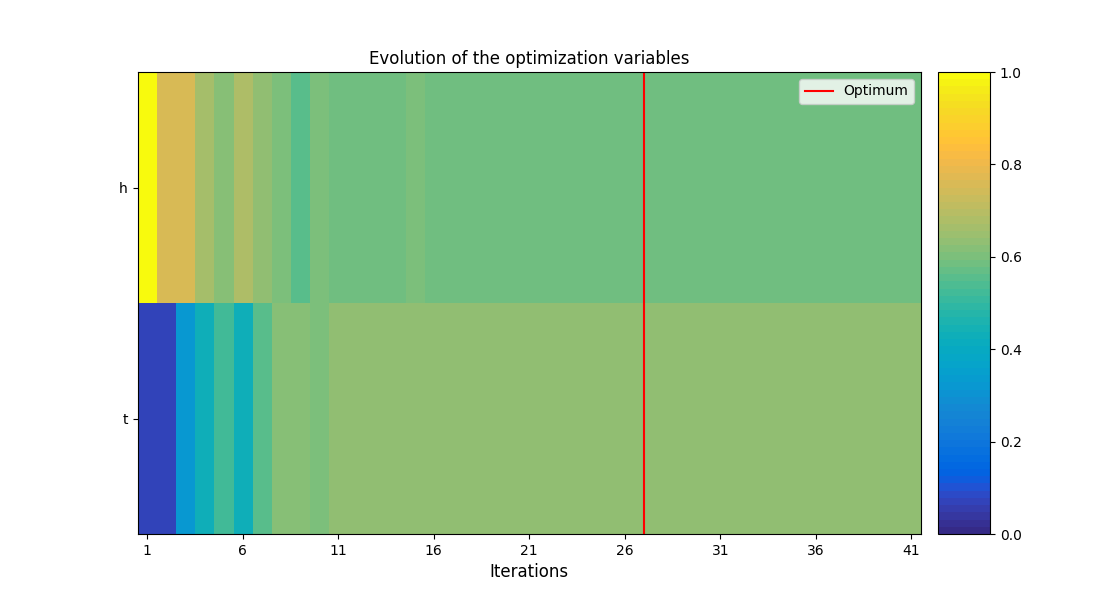 Evolution of the optimization variables
Optimum
h
t
1 6 11 16 21 26 31 36 41
Iterations
1.0
0.8
0.6
0.4
0.2
0.0